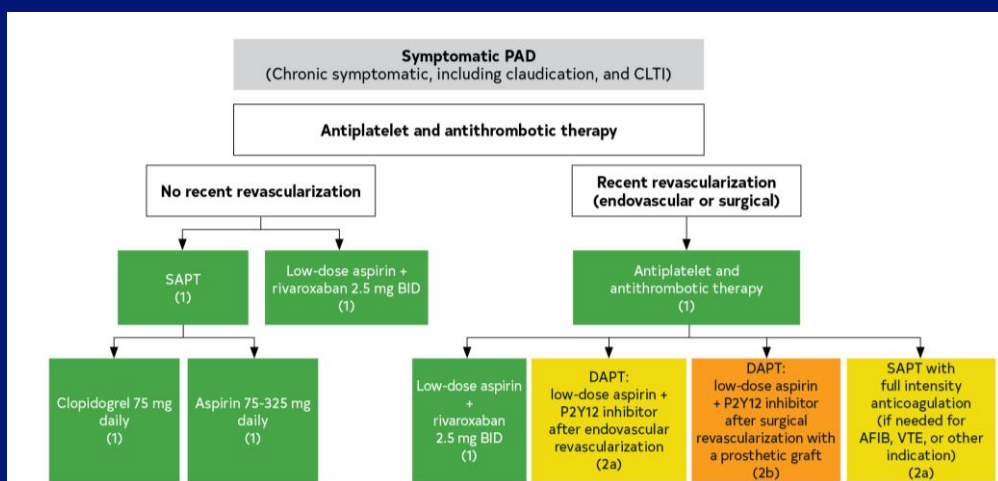 Symptomatic PAD
(Chronic symptomatic, including claudication, and CLTI)
Antiplatelet and antithrombotic therapy
No recent revascularization
Recent revascularization
(endovascular or surgical)
SAPT
(1)
Low-dose aspirin +
rivaroxaban 2.5 mg BID
(1)
Antiplatelet and
antithrombotic therapy
(1)
Clopidogrel 75 mg
daily
(1)
Aspirin 75-325 mg
daily
(1)
Low-dose aspirin
+
rivaroxaban
2.5 mg BID
(1)
DAPT:
low-dose aspirin +
P2Y12 inhibitor
after endovascular
revascularization
(2a)
DAPT:
low-dose aspirin
+ P2Y12 inhibitor
after surgical
revascularization with
a prosthetic graft
(2b)
SAPT with
full intensity
anticoagulation
(if needed for
AFIB, VTE, or other
indication)
(2a)